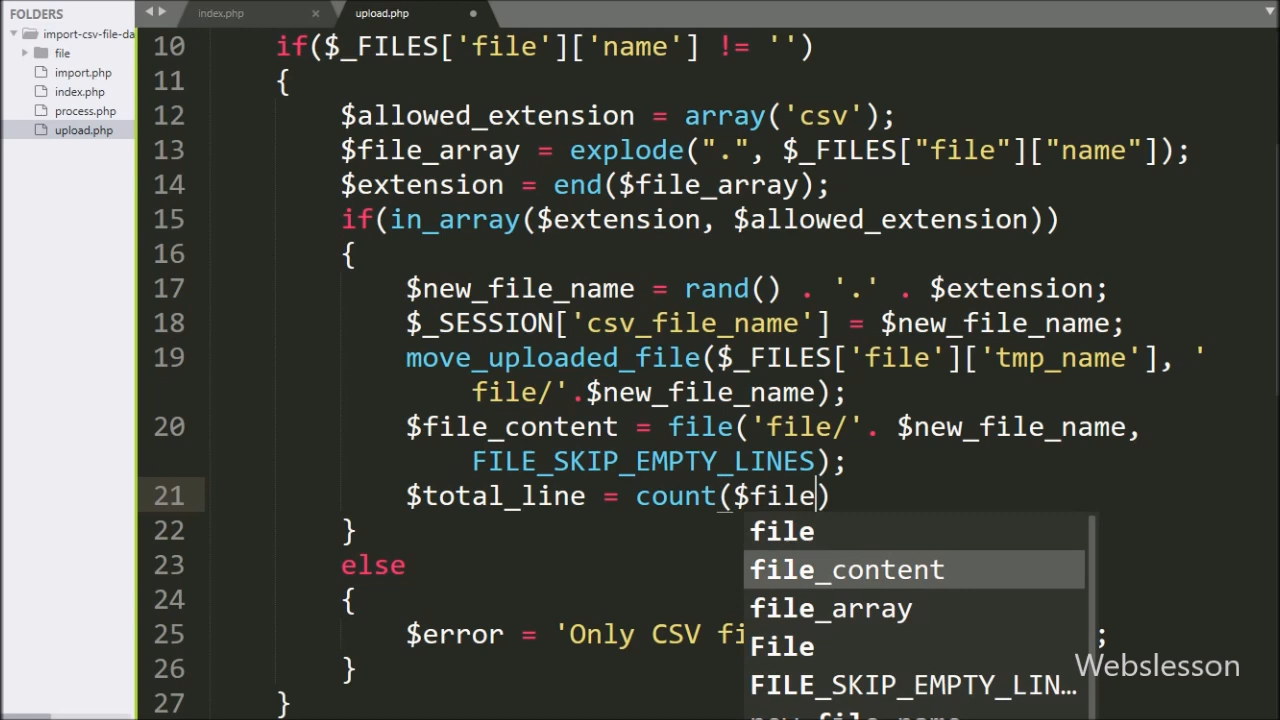 FOLDERS
import-csv-file-da
file
import.php
index.php
process.php
upload.php
index.php ×
upload.php
10 if($_FILES['file']['name'] != '')
11 {
12 $allowed_extension = array('csv');
13 $file_array = explode(".", $_FILES["file"]["name"]);
14 $extension = end($file_array);
15 if(in_array($extension, $allowed_extension))
16 {
17 $new_file_name = rand() . '.' . $extension;
18 $_SESSION['csv_file_name'] = $new_file_name;
19 move_uploaded_file($_FILES['file']['tmp_name'], '
file/'.$new_file_name);
20 $file_content = file('file/'. $new_file_name,
FILE_SKIP_EMPTY_LINES);
21 $total_line = count($file)
22 }
23 else
24 {
25 $error = 'Only CSV fi ;
26 }
27 }
file
file_content
file_array
File
FILE_SKIP_EMPTY_LIN…
Webslesson